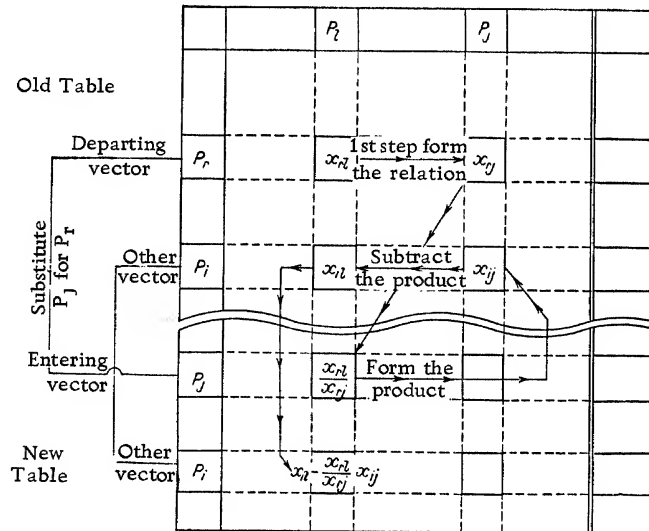 P_l P_J
Old Table
Departing vector
P_r x_rl 1st step form the relation x_rj
Substitute P_J for P_r
Other vector
P_i x_il Subtract the product x_ij
Entering vector
P_J x_rl/x_rj Form the product
New Table
Other vector
P_i x_il - x_rl/x_rj x_ij